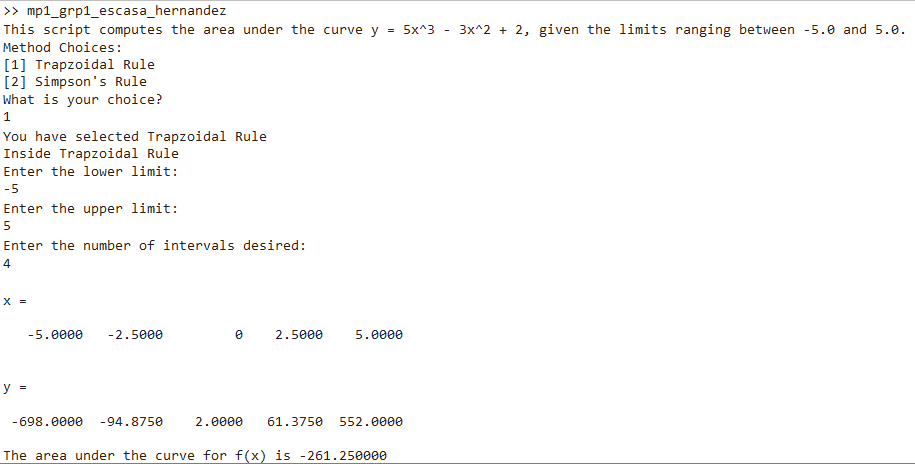 >> mp1_grp1_escasa_hernandez
This script computes the area under the curve y = 5x^3 - 3x^2 + 2, given the limits ranging between -5.0 and 5.0.
Method Choices:
[1] Trapzoidal Rule
[2] Simpson's Rule
What is your choice?
1
You have selected Trapzoidal Rule
Inside Trapzoidal Rule
Enter the lower limit:
-5
Enter the upper limit:
5
Enter the number of intervals desired:
4
x =
-5.0000 -2.5000 0 2.5000 5.0000
y =
-698.0000 -94.8750 2.0000 61.3750 552.0000
The area under the curve for f(x) is -261.250000